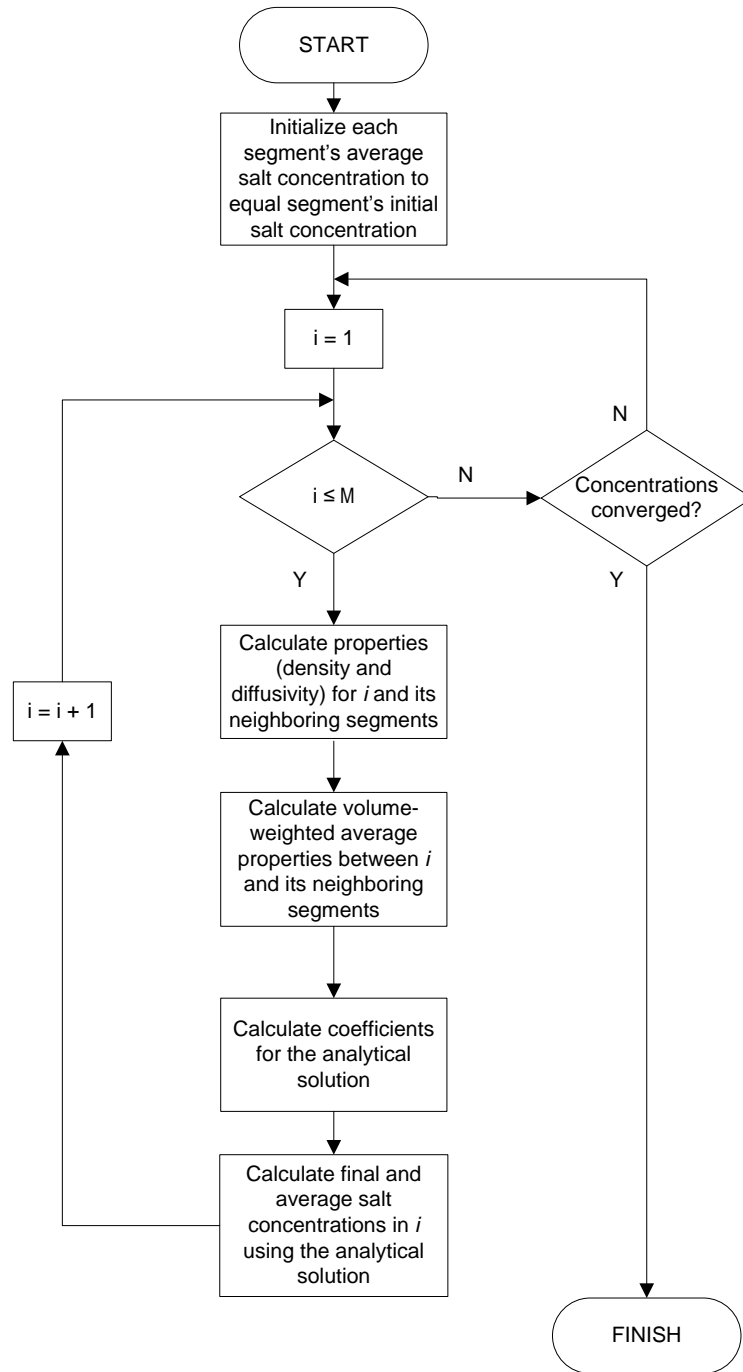 START
Initialize each
segment’s average
salt concentration to
equal segment’s initial
salt concentration
i = 1
N
i ≤ M
N
Concentrations
converged?
Y
Y
Calculate properties
(density and
diffusivity) for i and its
neighboring segments
i = i + 1
Calculate volume-
weighted average
properties between i
and its neighboring
segments
Calculate coefficients
for the analytical
solution
Calculate final and
average salt
concentrations in i
using the analytical
solution
FINISH